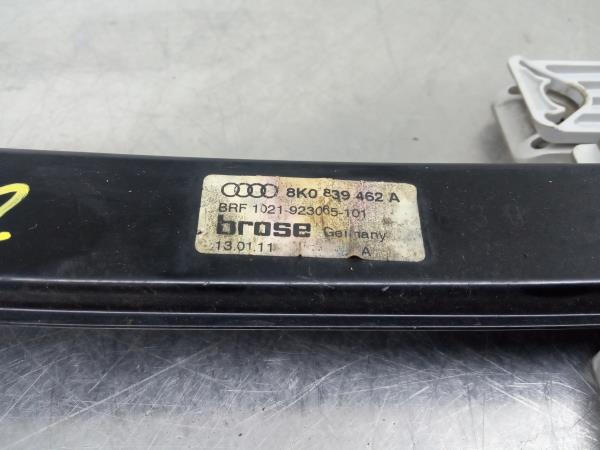 8K0 839 462 A
BRF 1021-923065-101
brose Germany
13.01.11 A